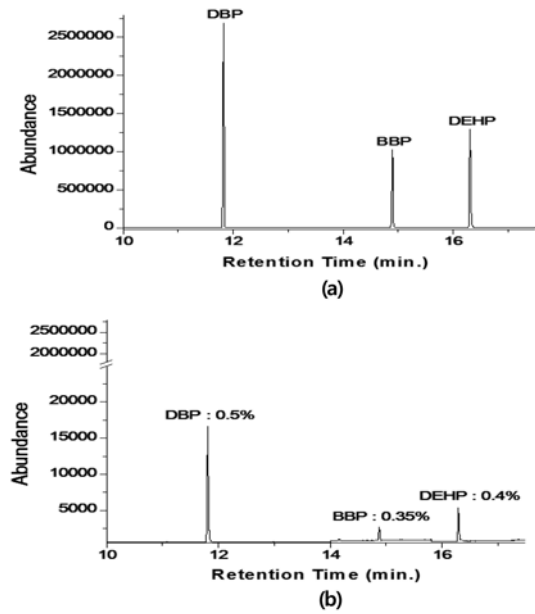 DBP
2500000
2000000
DEHP
1500000
BBP
1000000
500000
0
Abundance
10 12 14 16
Retention Time (min.)
(a)
2500000
2000000
20000
DBP : 0.5%
15000
10000
DEHP : 0.4%
BBP : 0.35%
5000
Abundance
10 12 14 16
Retention Time (min.)
(b)